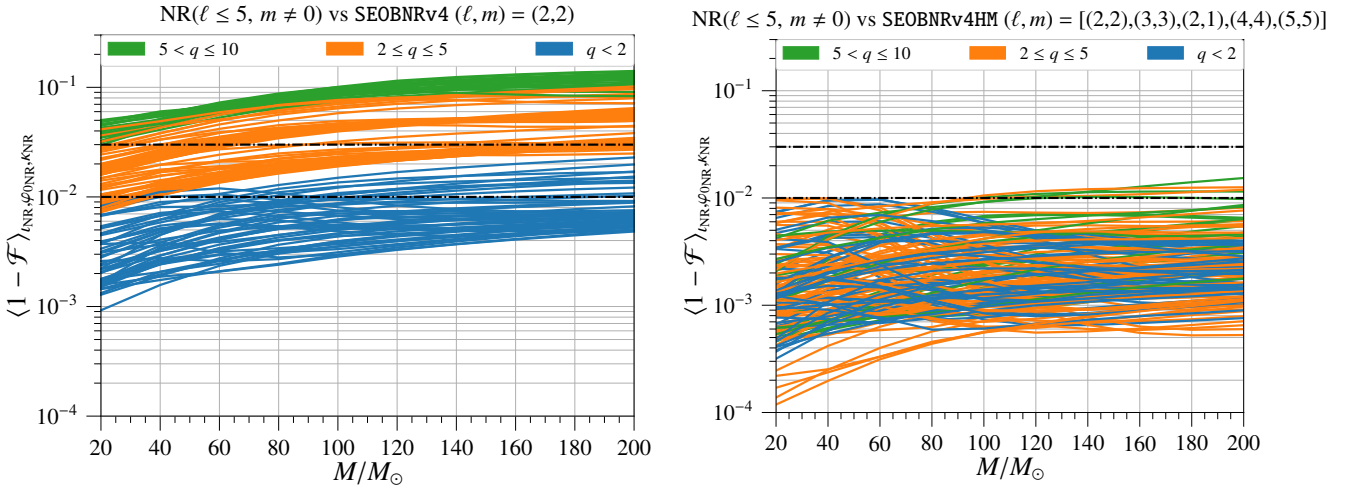 NR(ℓ ≤ 5, m ≠ 0) vs SEOBNRv4 (ℓ, m) = (2,2)
5 < q ≤ 10
2 ≤ q ≤ 5
q < 2
10⁻¹
10⁻²
10⁻³
10⁻⁴
⟨1 − ℱ⟩ıNR,φ0NR,κNR
20 40 60 80 100 120 140 160 180 200
M/M⊙
NR(ℓ ≤ 5, m ≠ 0) vs SEOBNRv4HM (ℓ, m) = [(2,2),(3,3),(2,1),(4,4),(5,5)]
5 < q ≤ 10
2 ≤ q ≤ 5
q < 2
10⁻¹
10⁻²
10⁻³
10⁻⁴
⟨1 − ℱ⟩ıNR,φ0NR,κNR
20 40 60 80 100 120 140 160 180 200
M/M⊙